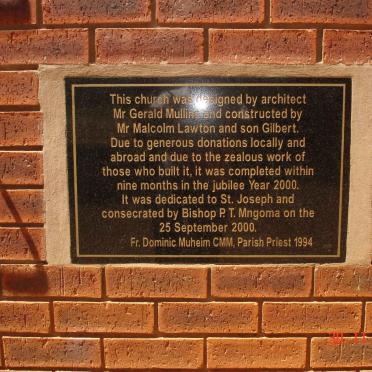 This church was designed by architect
Mr Gerald Mullins and constructed by
Mr Malcolm Lawton and son Gilbert.
Due to generous donations locally and
abroad and due to the zealous work of
those who built it, it was completed within
nine months in the jubilee Year 2000.
It was dedicated to St. Joseph and
consecrated by Bishop P. T. Mngoma on the
25 September 2000.
Fr. Dominic Muheim CMM, Parish Priest 1994